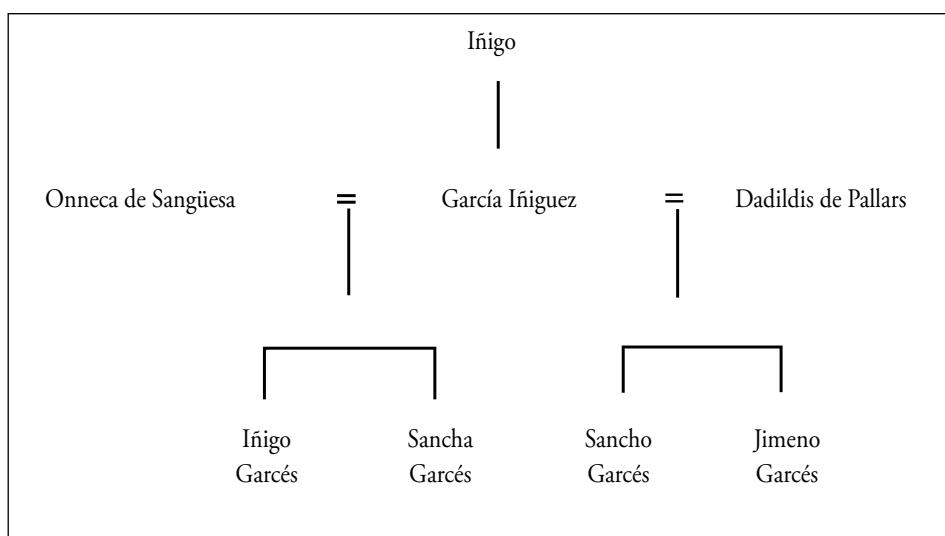 Iñigo
Onneca de Sangüesa = García Iñiguez = Dadildis de Pallars
Iñigo Sancha Sancho Jimeno
Garcés Garcés Garcés Garcés